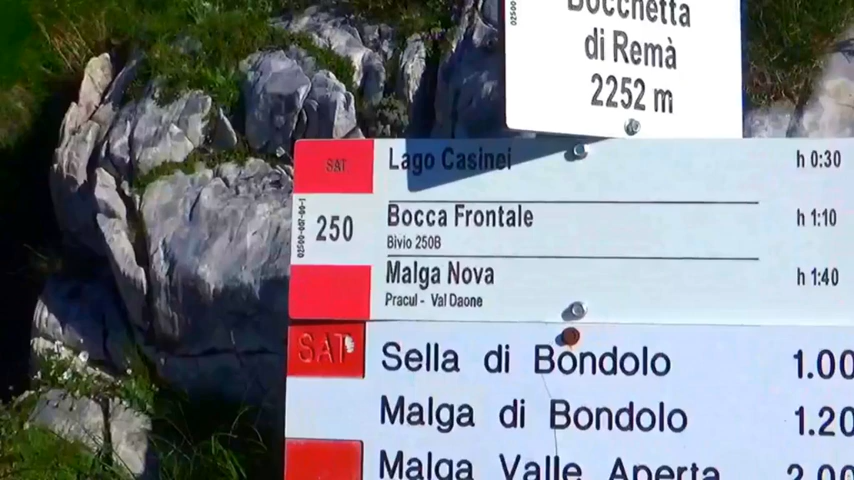 Bocchetta
di Remà
2252 m
SAT Lago Casinei h 0:30
250 Bocca Frontale h 1:10
Bivio 250B
Malga Nova h 1:40
Pracul - Val Daone
SAT Sella di Bondolo 1.00
Malga di Bondolo 1.20
Malga Valle Aperta 2.00